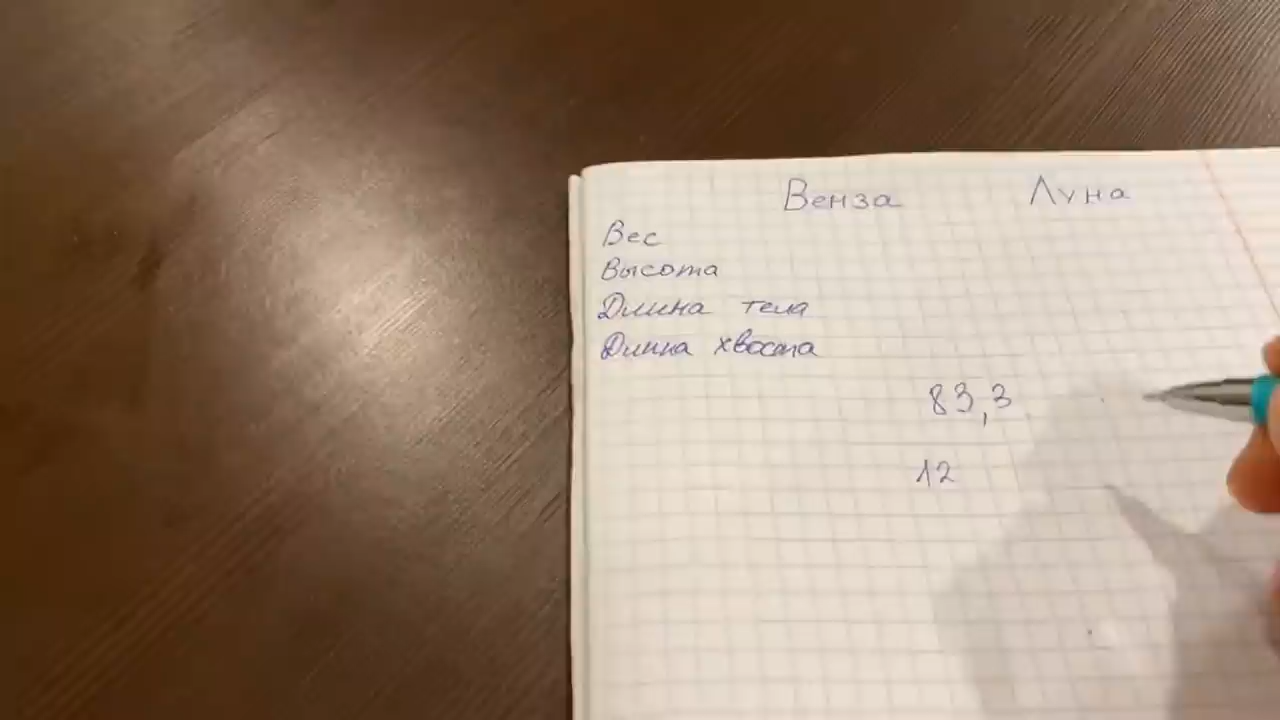 Венза Луна
Вес
Высота
Длина тела
Длина хвоста
83,3
12